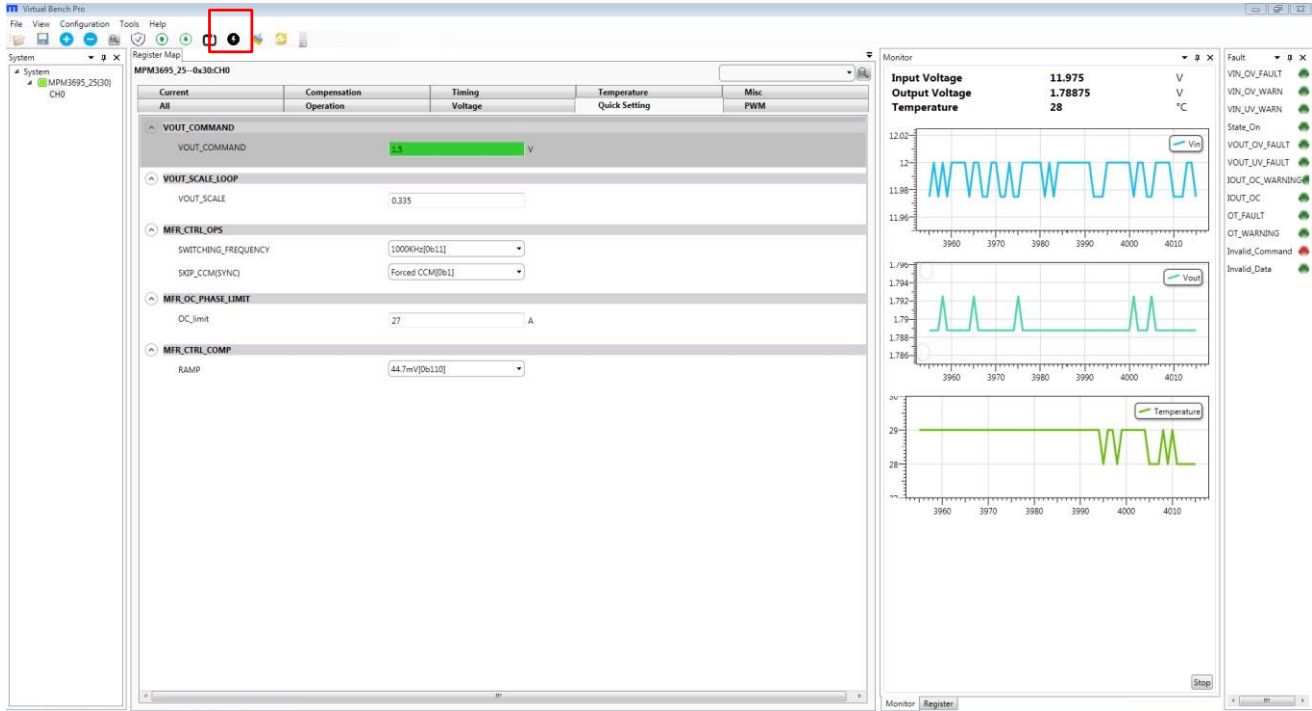 Virtual Bench Pro
File View Configuration Tools Help
System
System
MPM3695_25(30)
CH0
Register Map
MPM3695_25--0x30:CH0
Current Compensation Timing Temperature Misc
All Operation Voltage Quick Setting PWM
VOUT_COMMAND
VOUT_COMMAND 1.5 V
VOUT_SCALE_LOOP
VOUT_SCALE 0.335
MFR_CTRL_OPS
SWITCHING_FREQUENCY 1000KHz[0b11]
SKIP_CCM(SYNC) Forced CCM[0b1]
MFR_OC_PHASE_LIMIT
OC_limit 27 A
MFR_CTRL_COMP
RAMP 44.7mV[0b110]
Monitor
Input Voltage 11.975 V
Output Voltage 1.78875 V
Temperature 28 °C
12.02
12
11.98
11.96
Vin
3960 3970 3980 3990 4000 4010
1.796
1.794
1.792
1.79
1.788
1.786
Vout
3960 3970 3980 3990 4000 4010
30
29
28
Temperature
3960 3970 3980 3990 4000 4010
Stop
Monitor Register
Fault
VIN_OV_FAULT
VIN_OV_WARN
VIN_UV_WARN
State_On
VOUT_OV_FAULT
VOUT_UV_FAULT
IOUT_OC_WARNING
IOUT_OC
OT_FAULT
OT_WARNING
Invalid_Command
Invalid_Data